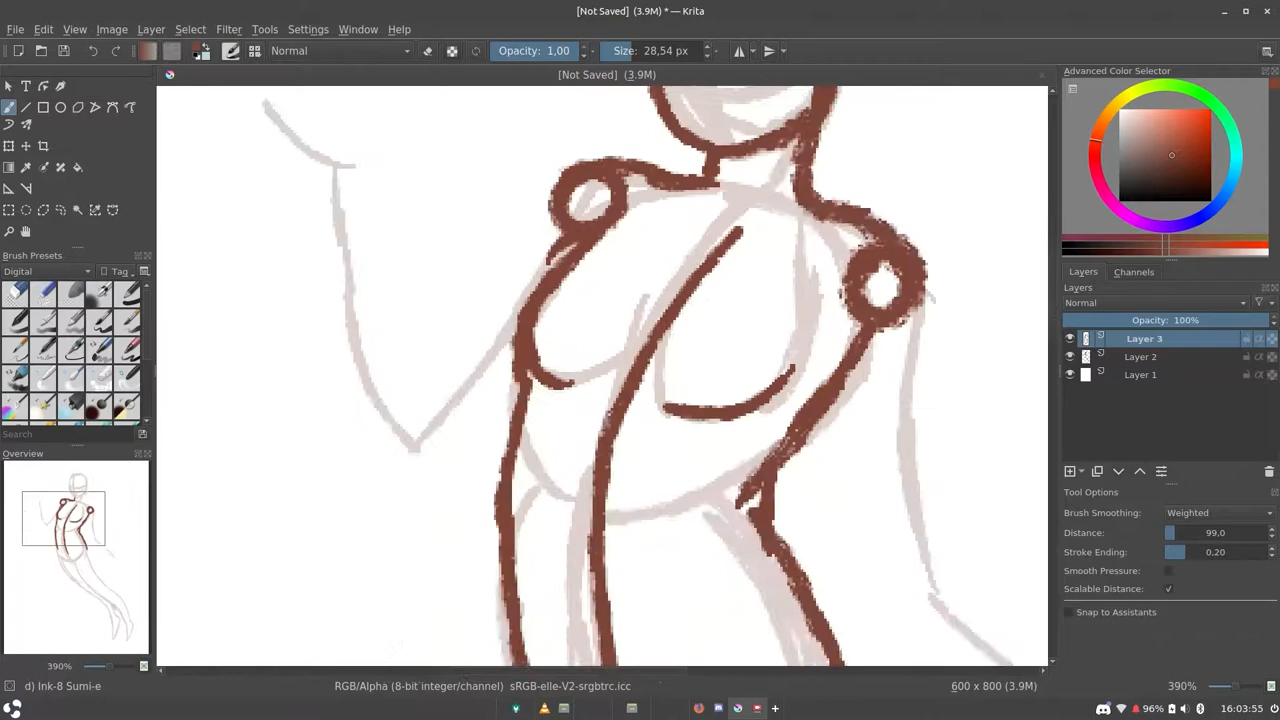 [Not Saved] (3.9M) * — Krita
File Edit View Image Layer Select Filter Tools Settings Window Help
Normal
Opacity: 1,00
Size: 28,54 px
[Not Saved] (3.9M)
×
Advanced Color Selector
Brush Presets
Digital
Tag
Search
Overview
Layers Channels
Layers
Normal
Opacity: 100%
Layer 3
Layer 2
Layer 1
Tool Options
Brush Smoothing: Weighted
Distance: 99,0
Stroke Ending: 0,20
Smooth Pressure:
Scalable Distance:
Snap to Assistants
390%
d) Ink-8 Sumi-e
RGB/Alpha (8-bit integer/channel) sRGB-elle-V2-srgbtrc.icc
600 x 800 (3.9M)
390%
96%
16:03:55